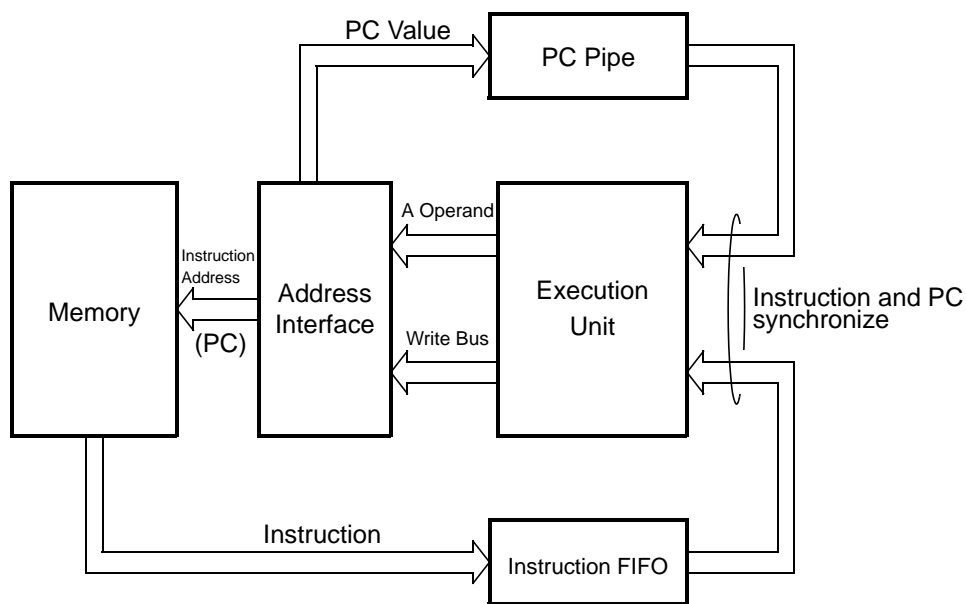 PC Value
PC Pipe
A Operand
Instruction
Address
Memory
Address
Interface
Execution
Unit
Instruction and PC
synchronize
(PC)
Write Bus
Instruction
Instruction FIFO